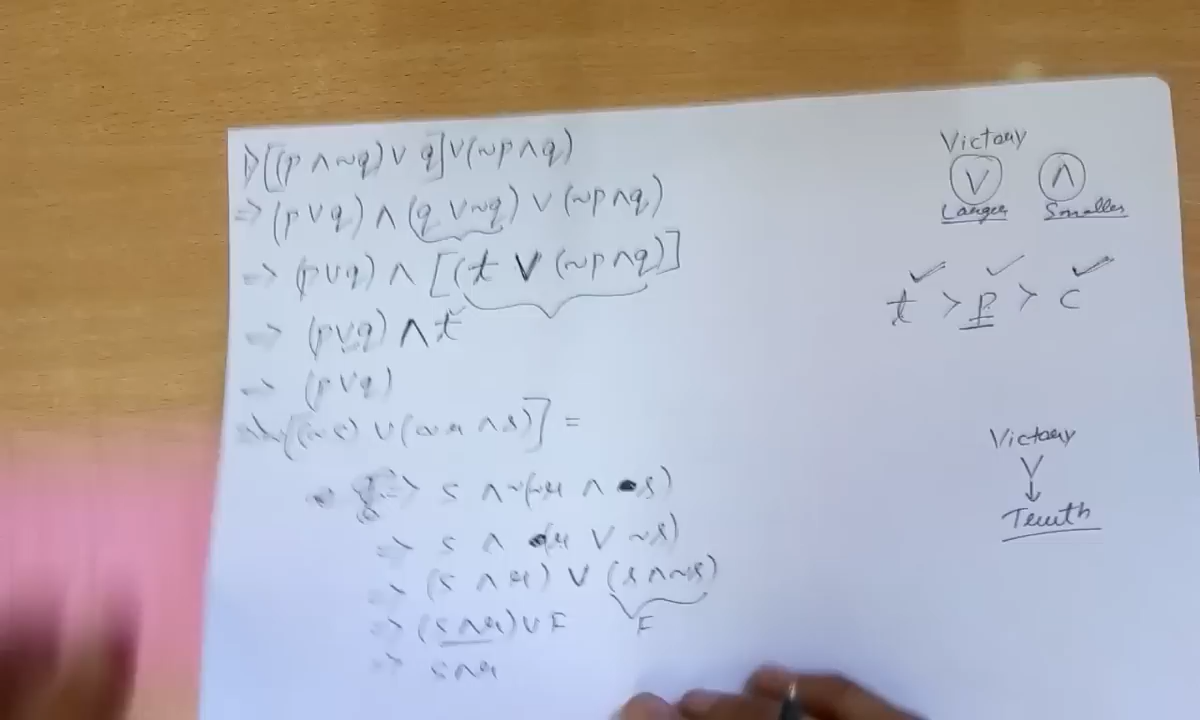 [(p ∧ ~q) ∨ q] ∨ (~p ∧ q)
=> (p ∨ q) ∧ (q ∨ ~q) ∨ (~p ∧ q)
=> (p ∨ q) ∧ [(t ∨ (~p ∧ q)]
=> (p ∨ q) ∧ t
=> (p ∨ q)
∨ (~r ∧ s)] =
=> s ∧ ~(~r ∧ s)
=> s ∧ (r ∨ ~s)
=> (s ∧ r) ∨ (s ∧ ~s)
=> (s ∧ r) ∨ F
F
=> s ∧ r
Victory
∨ ∧
Larger Smaller
t > p > c
Victory
∨
↓
Truth